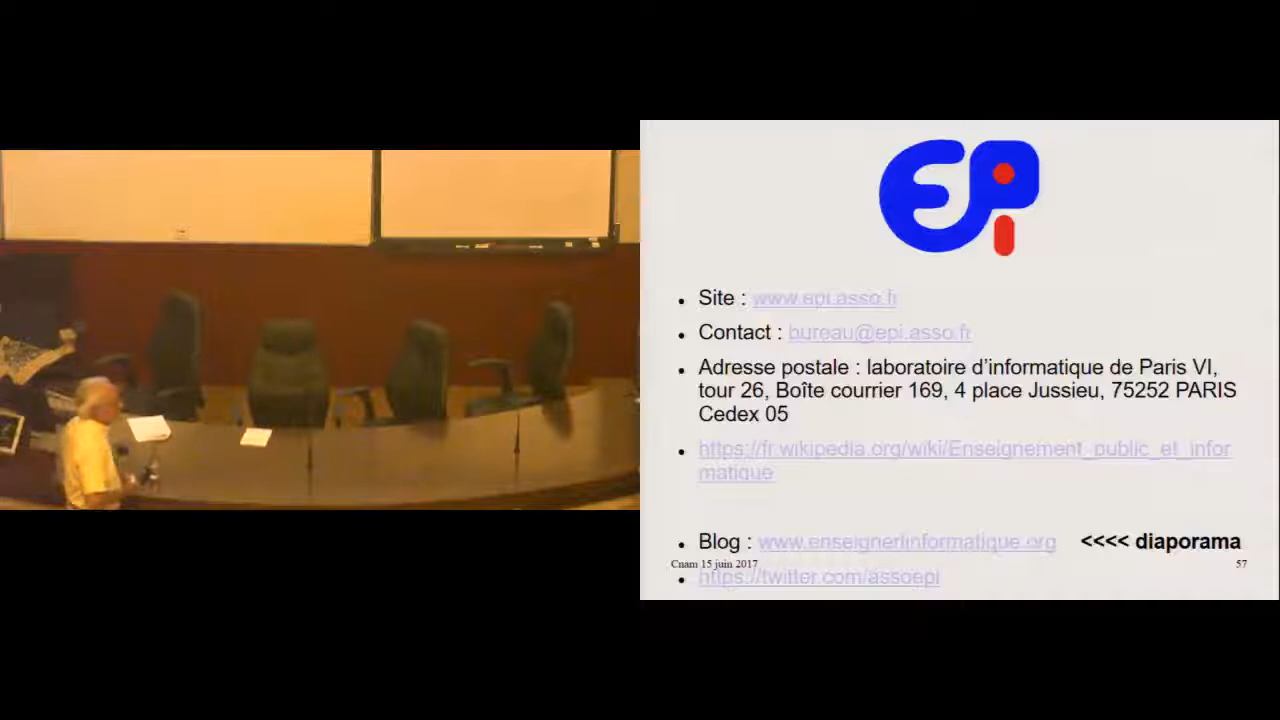 EPi
Site : www.epi.asso.fr
Contact : bureau@epi.asso.fr
Adresse postale : laboratoire d’informatique de Paris VI,
tour 26, Boîte courrier 169, 4 place Jussieu, 75252 PARIS
Cedex 05
https://fr.wikipedia.org/wiki/Enseignement_public_et_infor
matique
Blog : www.enseignerlinformatique.org <<<< diaporama
Cnam 15 juin 2017
57
https://twitter.com/assoepi